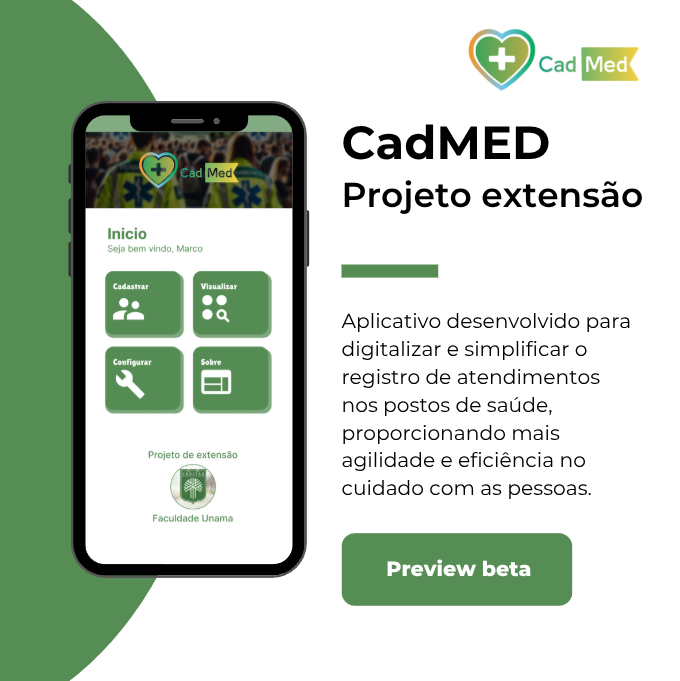 Cad Med
CadMED
Projeto extensão
Aplicativo desenvolvido para
digitalizar e simplificar o
registro de atendimentos
nos postos de saúde,
proporcionando mais
agilidade e eficiência no
cuidado com as pessoas.
Preview beta
Cad Med
Inicio
Seja bem vindo, Marco
Cadastrar
Visualizar
Configurar
Sobre
Projeto de extensão
Faculdade Unama